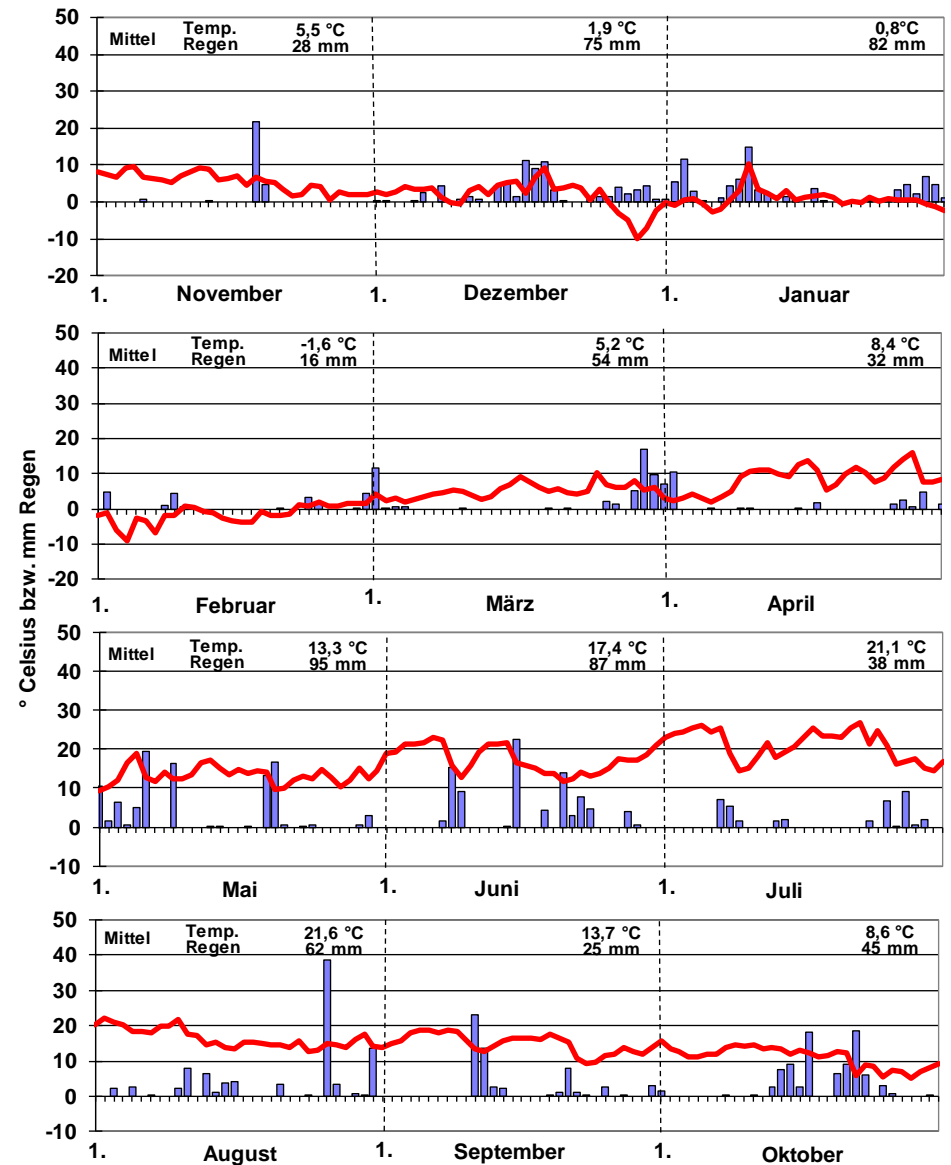 ° Celsius bzw. mm Regen
50
40
30
20
10
0
-10
-20
Mittel Temp. 5,5 °C 1,9 °C 0,8°C
Regen 28 mm 75 mm 82 mm
1. November 1. Dezember 1. Januar
50
40
30
20
10
0
-10
-20
Mittel Temp. -1,6 °C 5,2 °C 8,4 °C
Regen 16 mm 54 mm 32 mm
1. Februar 1. März 1. April
50
40
30
20
10
0
-10
Mittel Temp. 13,3 °C 17,4 °C 21,1 °C
Regen 95 mm 87 mm 38 mm
1. Mai 1. Juni 1. Juli
50
40
30
20
10
0
-10
Mittel Temp. 21,6 °C 13,7 °C 8,6 °C
Regen 62 mm 25 mm 45 mm
1. August 1. September 1. Oktober